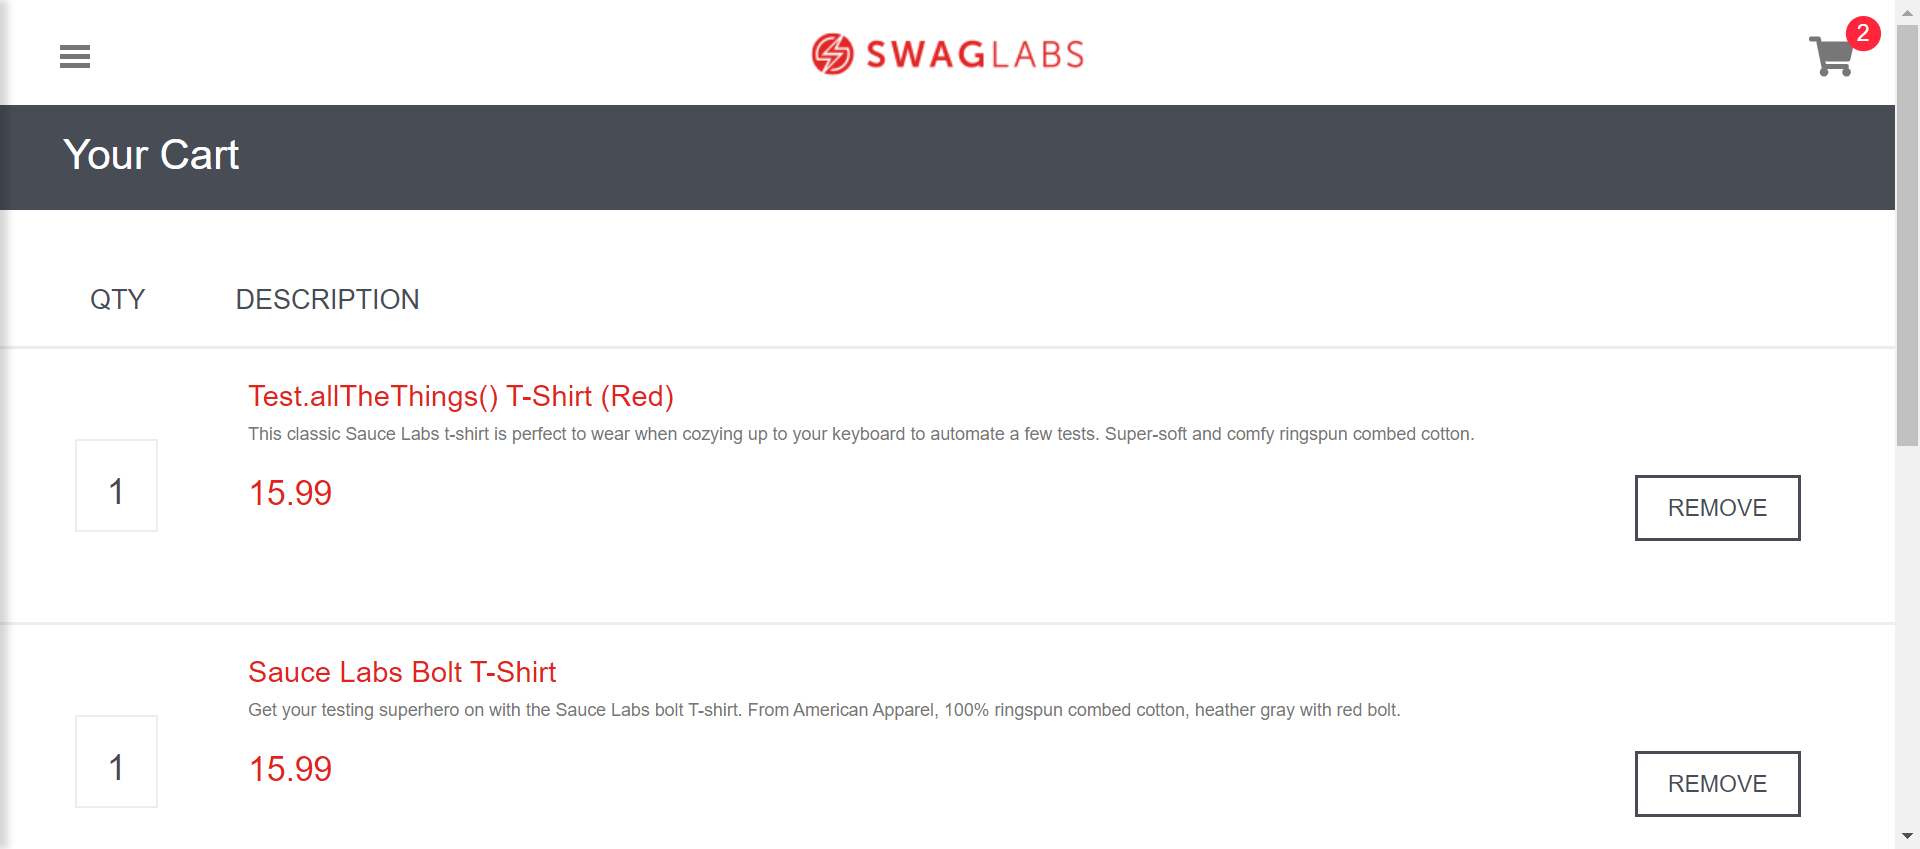 SWAGLABS
2
Your Cart
QTY DESCRIPTION
Test.allTheThings() T-Shirt (Red)
This classic Sauce Labs t-shirt is perfect to wear when cozying up to your keyboard to automate a few tests. Super-soft and comfy ringspun combed cotton.
1
15.99
REMOVE
Sauce Labs Bolt T-Shirt
Get your testing superhero on with the Sauce Labs bolt T-shirt. From American Apparel, 100% ringspun combed cotton, heather gray with red bolt.
1
15.99
REMOVE